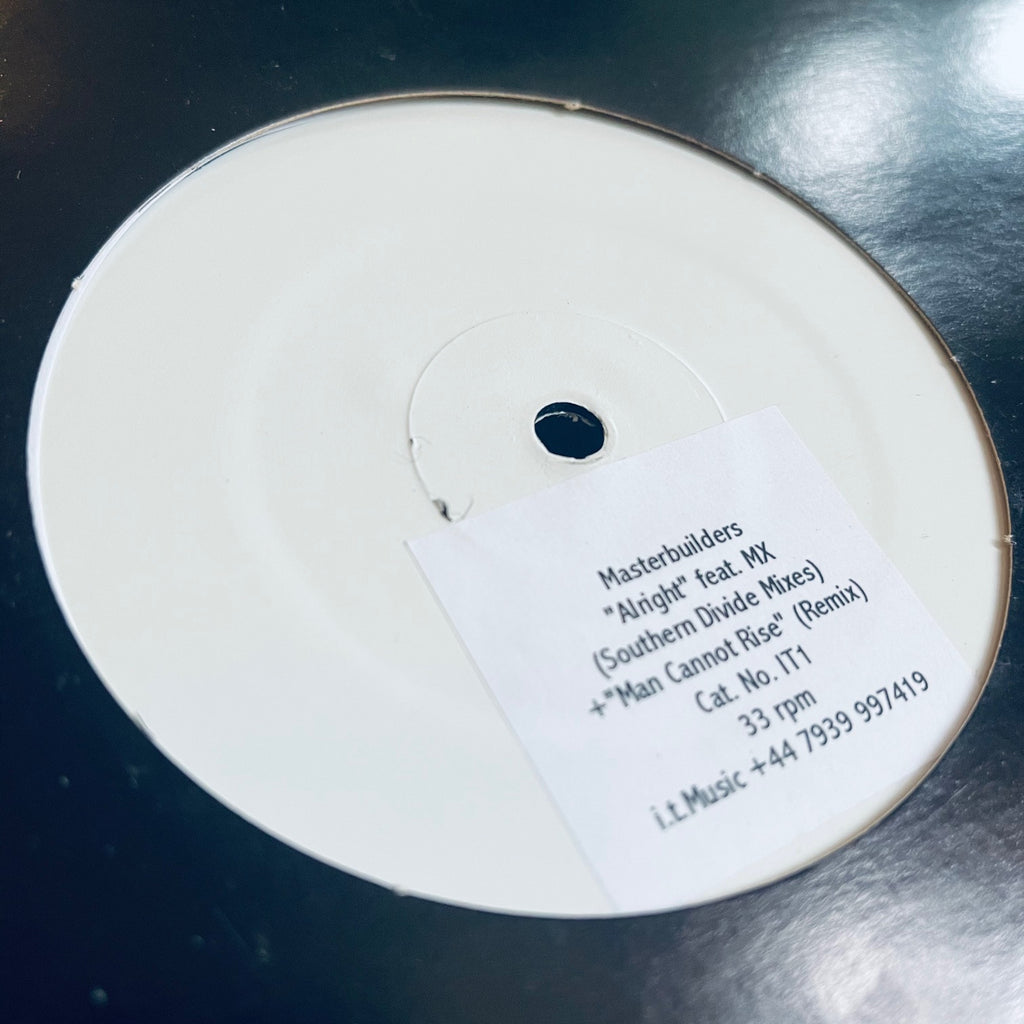 Masterbuilders
"Alright" feat. MX
(Southern Divide Mixes)
+"Man Cannot Rise" (Remix)
Cat. No. IT1
33 rpm
i.t.Music +44 7939 997419